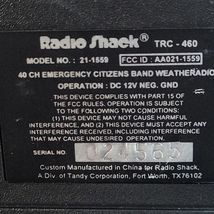 Radio Shack® TRC - 460
MODEL NO. : 21-1559 FCC ID : AA021-1559
40 CH EMERGENCY CITIZENS BAND WEATHERADIO
OPERATION : DC 12V NEG. GND
THIS DEVICE COMPLIES WITH PART 15 OF
THE FCC RULES. OPERATION IS SUBJECT TO
THE FOLLOWING TWO CONDITIONS:
(1) THIS DEVICE MAY NOT CAUSE HARMFUL
INTERFERENCE, AND (2) THIS DEVICE MUST
ACCEPT ANY INTERFERENCE RECEIVED,
INCLUDING INTERFERENCE THAT MAY CAUSE
UNDESIRED OPERATION.
SERIAL NO.
Custom Manufactured in China for Radio Shack,
A Div. of Tandy Corporation, Fort Worth, TX76102